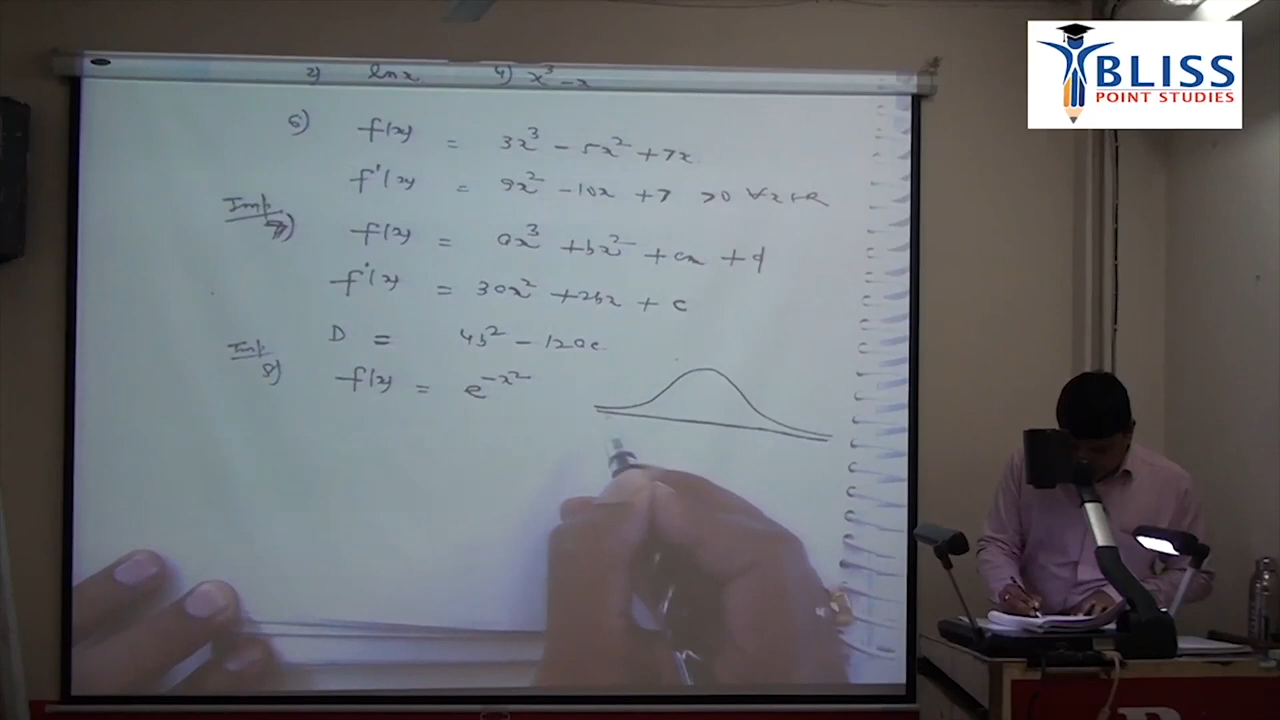 2) ln x 4) x³ – x
6) f(x) = 3x³ – 5x² + 7x
f'(x) = 9x² – 10x + 7 > 0 ∀ x ∈ R
Imp
7) f(x) = ax³ + bx² + cx + d
f'(x) = 3ax² + 2bx + c
D = 4b² – 12ac
Imp
8) f(x) = e^(–x²)
BLISS
POINT STUDIES